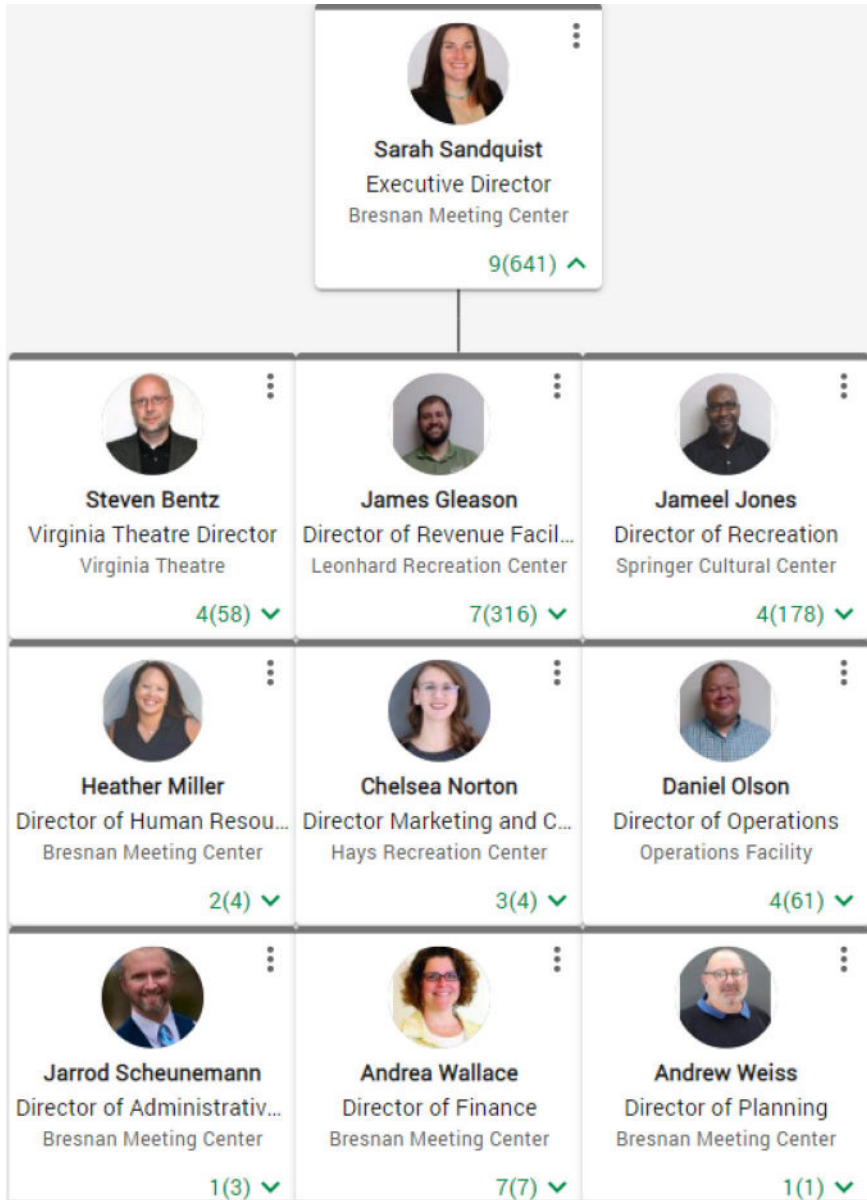 Sarah Sandquist
Executive Director
Bresnan Meeting Center
9(641)
Steven Bentz
Virginia Theatre Director
Virginia Theatre
4(58)
James Gleason
Director of Revenue Facil...
Leonhard Recreation Center
7(316)
Jameel Jones
Director of Recreation
Springer Cultural Center
4(178)
Heather Miller
Director of Human Resou...
Bresnan Meeting Center
2(4)
Chelsea Norton
Director Marketing and C...
Hays Recreation Center
3(4)
Daniel Olson
Director of Operations
Operations Facility
4(61)
Jarrod Scheunemann
Director of Administrativ...
Bresnan Meeting Center
1(3)
Andrea Wallace
Director of Finance
Bresnan Meeting Center
7(7)
Andrew Weiss
Director of Planning
Bresnan Meeting Center
1(1)